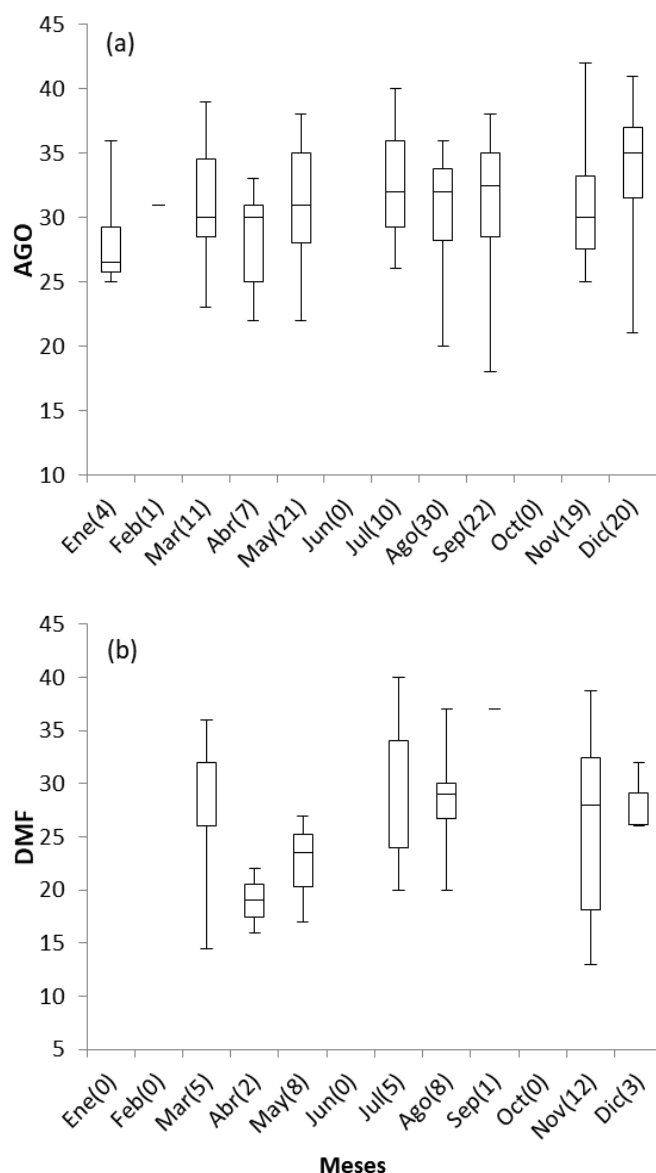 (a)
AGO
45
40
35
30
25
20
15
10
Ene(4)
Feb(1)
Mar(11)
Abr(7)
May(21)
Jun(0)
Jul(10)
Ago(30)
Sep(22)
Oct(0)
Nov(19)
Dic(20)
(b)
DMF
45
40
35
30
25
20
15
10
5
Ene(0)
Feb(0)
Mar(5)
Abr(2)
May(8)
Jun(0)
Jul(5)
Ago(8)
Sep(1)
Oct(0)
Nov(12)
Dic(3)
Meses